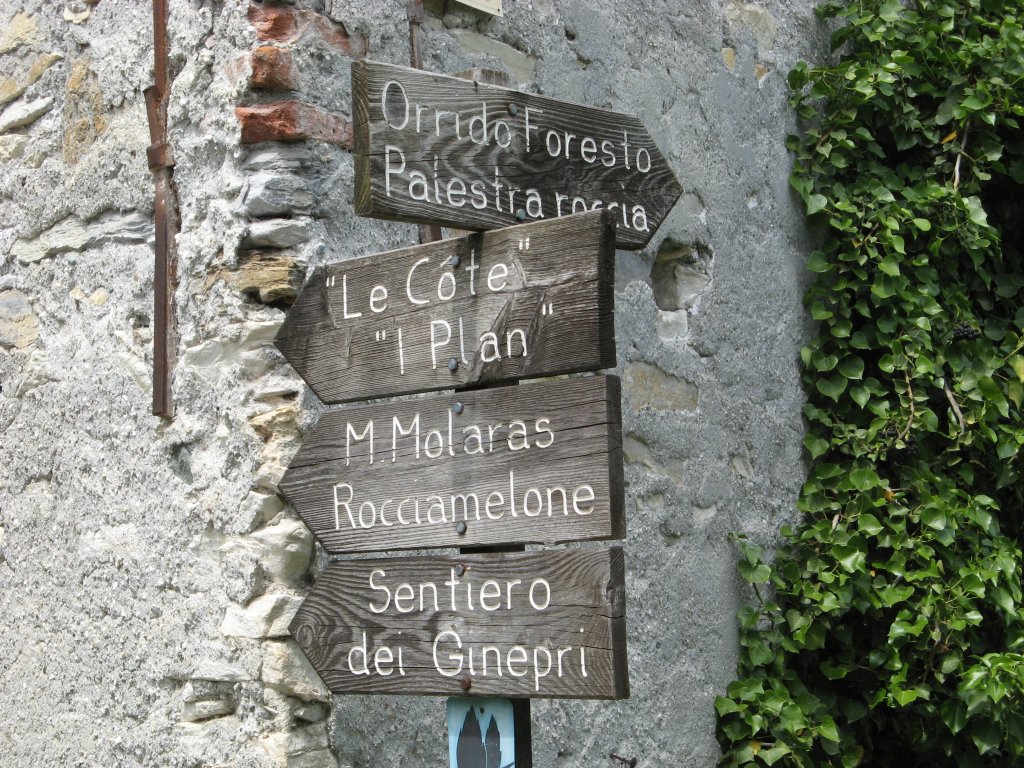 Orrido Foresto
Palestra roccia
"Le Côte"
"I Plan"
M. Molaras
Rocciamelone
Sentiero
dei Ginepri